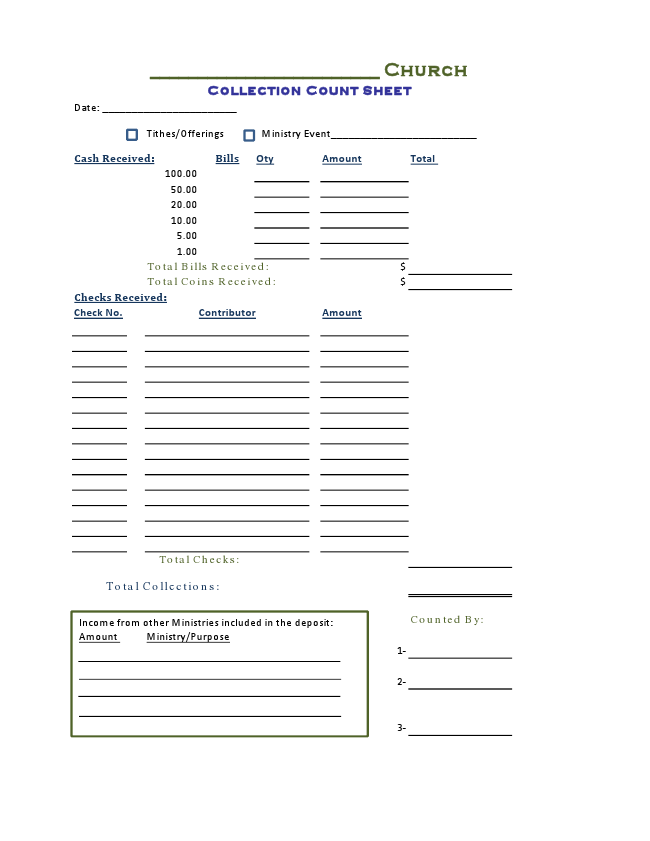 ______________________ Church
Collection Count Sheet
Date: ______________________
Tithes/Offerings Ministry Event________________________
Cash Received: Bills Qty Amount Total
100.00
50.00
20.00
10.00
5.00
1.00
Total Bills Received: $
Total Coins Received: $
Checks Received:
Check No. Contributor Amount
Total Checks:
Total Collections:
Income from other Ministries included in the deposit:
Amount Ministry/Purpose
Counted By:
1-
2-
3-